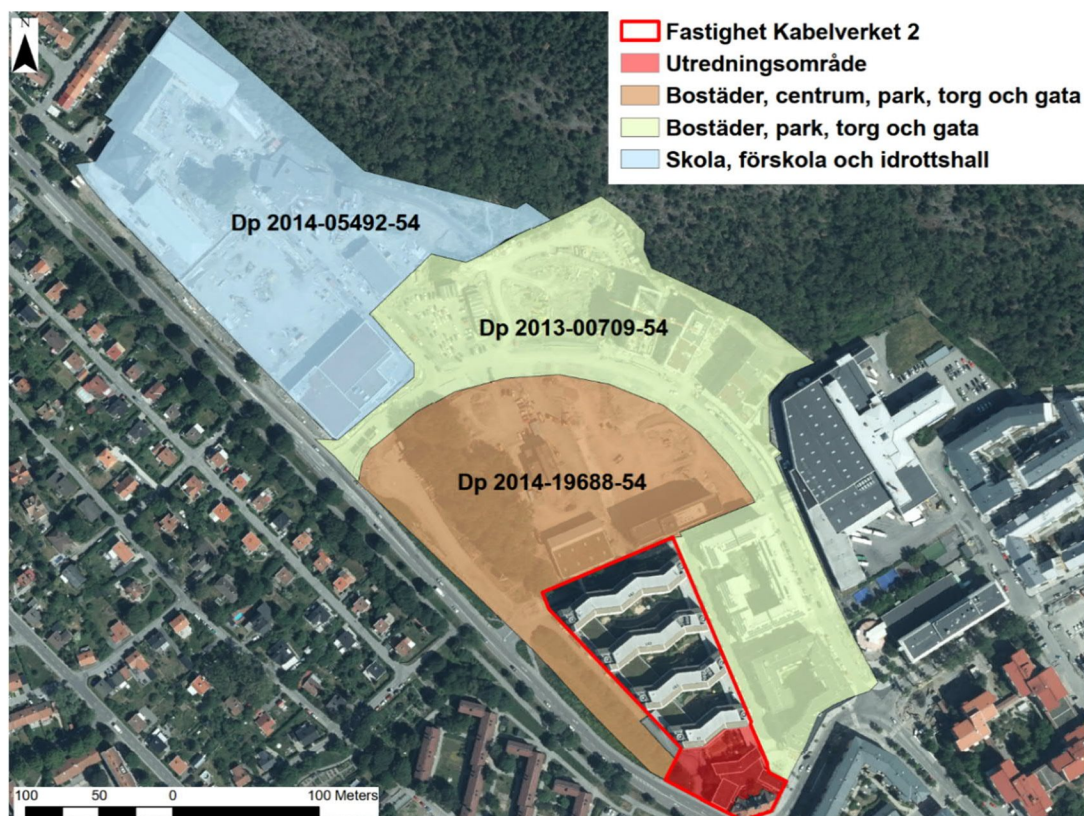 N
Fastighet Kabelverket 2
Utredningsområde
Bostäder, centrum, park, torg och gata
Bostäder, park, torg och gata
Skola, förskola och idrottshall
Dp 2014-05492-54
Dp 2013-00709-54
Dp 2014-19688-54
100 50 0 100 Meters